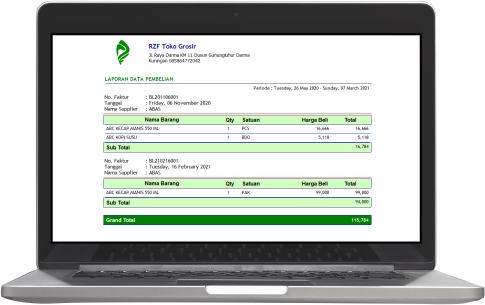 RZF Toko Grosir
Jl Raya Darma KM 11 Dusun Gunungluhur Darma
Kuningan 085864772042
LAPORAN DATA PEMBELIAN
Periode : Tuesday, 26 May 2020 - Sunday, 07 March 2021
No. Faktur : BL201106001
Tanggal : Friday, 06 November 2020
Nama Supplier : ABAS
Nama Barang Qty Satuan Harga Beli Total
ABC KECAP MANIS 550 ML 1 PCS 16,666 16,666
ABC KOPI SUSU 1 BDO 5,118 5,118
Sub Total 16,784
No. Faktur : BL210216001
Tanggal : Tuesday, 16 February 2021
Nama Supplier : ABAS
Nama Barang Qty Satuan Harga Beli Total
ABC KECAP MANIS 550 ML 1 PAK 99,000 99,000
Sub Total 94,000
Grand Total 115,784